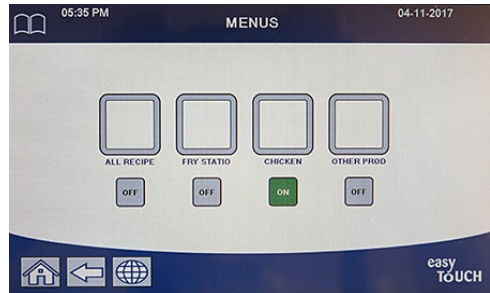 05:35 PM MENUS 04-11-2017
ALL RECIPE FRY STATIO CHICKEN OTHER PROD
OFF OFF ON OFF
easy
TOUCH